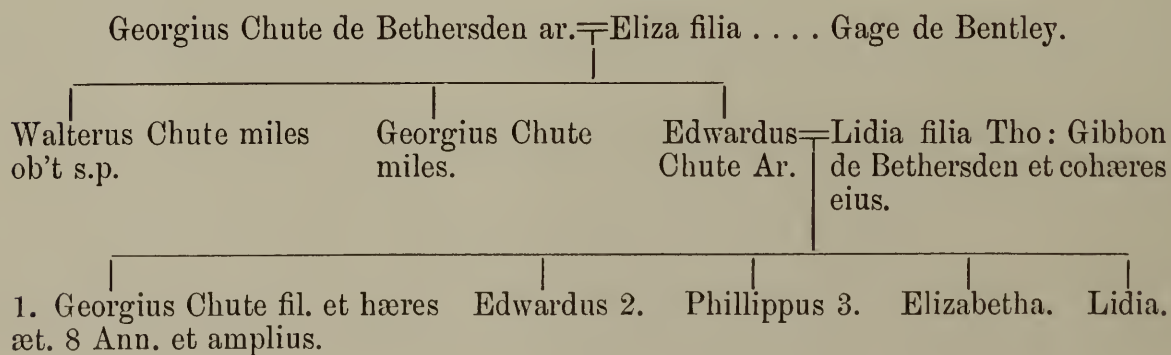 Georgius Chute de Bethersden ar.=Eliza filia . . . . Gage de Bentley.
Walterus Chute miles
ob't s.p.
Georgius Chute
miles.
Edwardus=Lidia filia Tho: Gibbon
Chute Ar. de Bethersden et cohæres
eius.
1. Georgius Chute fil. et hæres
æt. 8 Ann. et amplius.
Edwardus 2.
Phillippus 3.
Elizabetha.
Lidia.